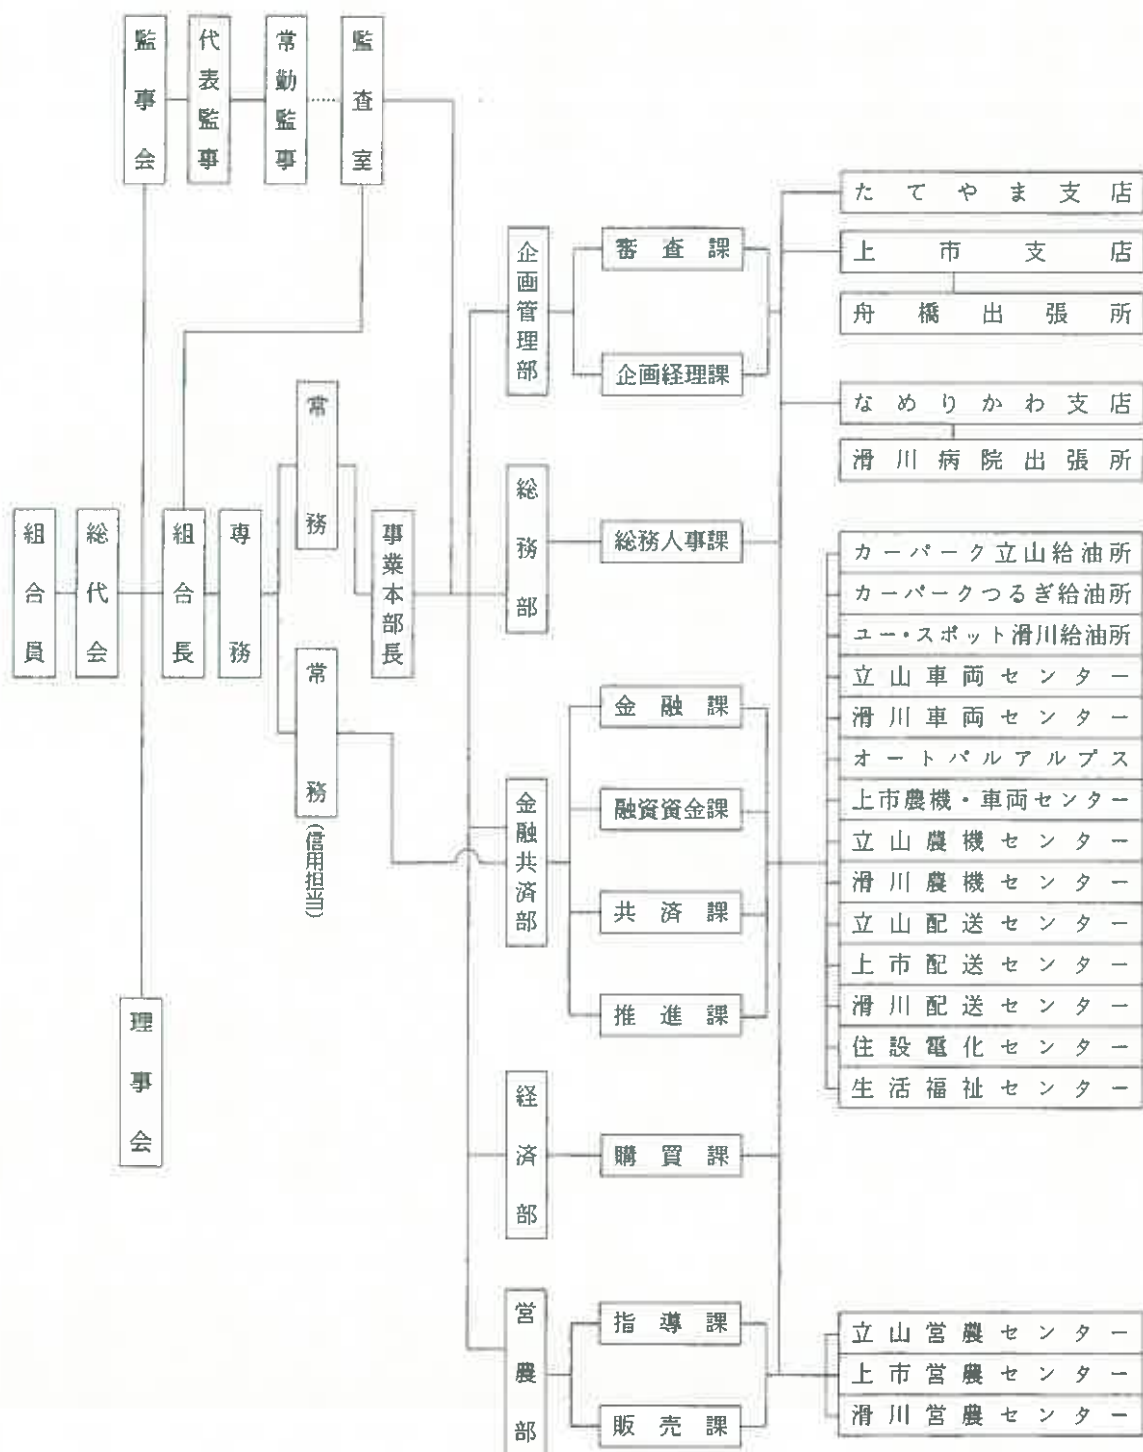 監事会
代表監事
常勤監事
監査室
組合員
総代会
組合長
専務
常務
常務
(信用担当)
事業本部長
理事会
企画管理部
総務部
金融共済部
経済部
営農部
審査課
企画経理課
総務人事課
金融課
融資資金課
共済課
推進課
購買課
指導課
販売課
たてやま支店
上市支店
舟橋出張所
なめりかわ支店
滑川病院出張所
カーパーク立山給油所
カーパークつるぎ給油所
ユー・スポット滑川給油所
立山車両センター
滑川車両センター
オートパルアルプス
上市農機・車両センター
立山農機センター
滑川農機センター
立山配送センター
上市配送センター
滑川配送センター
住設電化センター
生活福祉センター
立山営農センター
上市営農センター
滑川営農センター